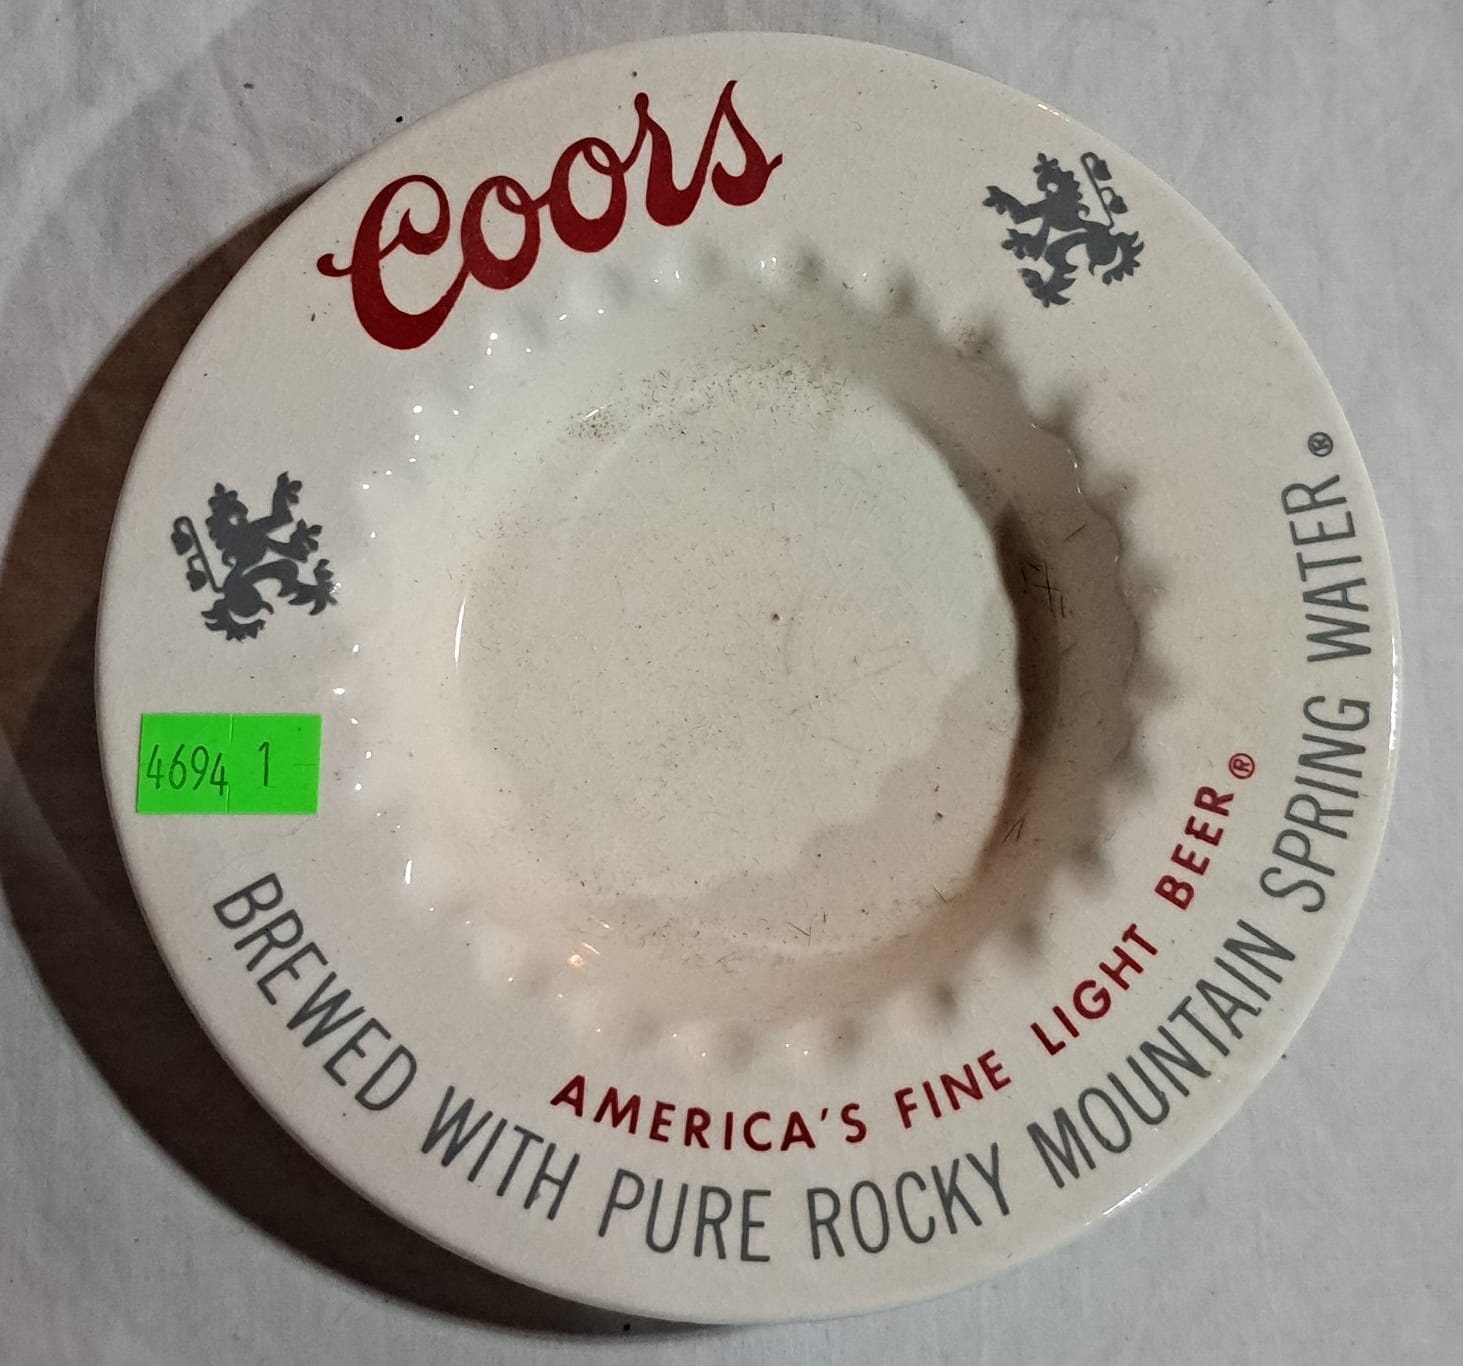 Coors
4694 1
AMERICA'S FINE LIGHT BEER®
BREWED WITH PURE ROCKY MOUNTAIN SPRING WATER®